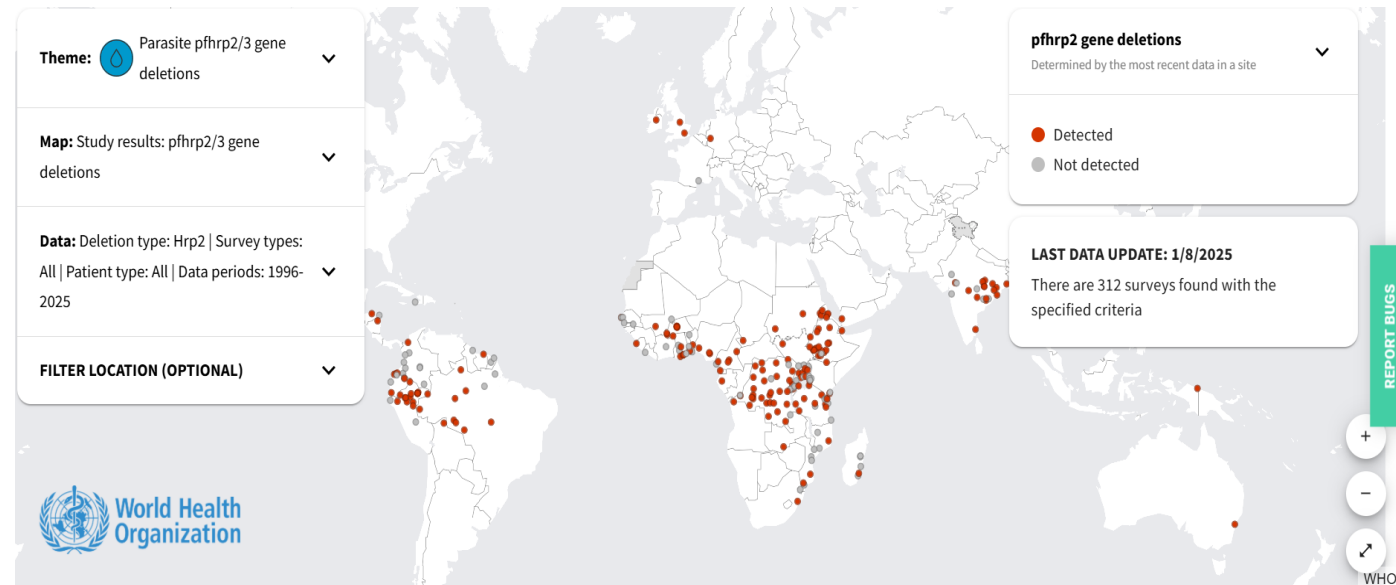 Theme: Parasite pfhrp2/3 gene
deletions
Map: Study results: pfhrp2/3 gene
deletions
Data: Deletion type: Hrp2 | Survey types:
All | Patient type: All | Data periods: 1996-
2025
FILTER LOCATION (OPTIONAL)
World Health
Organization
pfhrp2 gene deletions
Determined by the most recent data in a site
Detected
Not detected
LAST DATA UPDATE: 1/8/2025
There are 312 surveys found with the
specified criteria
REPORT BUGS
+
−
WHO